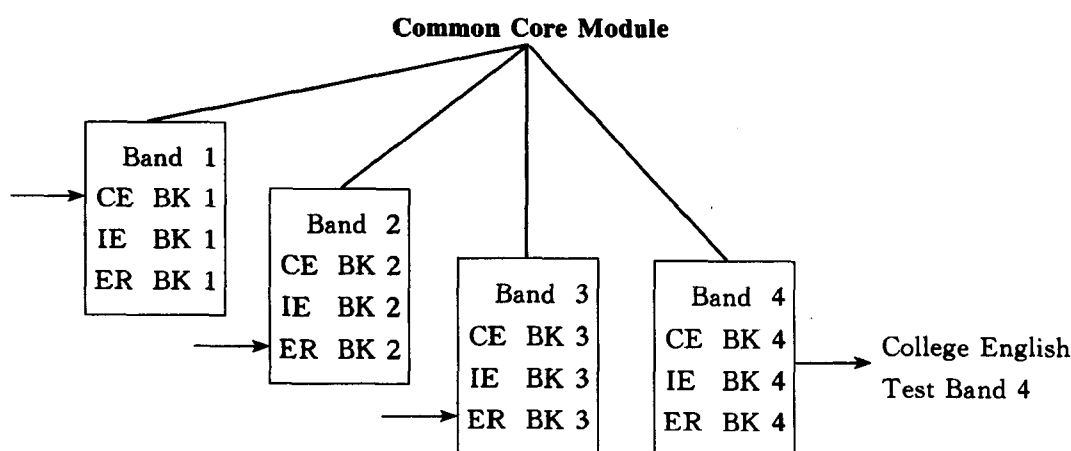 Common Core Module
Band 1
CE BK 1
IE BK 1
ER BK 1
Band 2
CE BK 2
IE BK 2
ER BK 2
Band 3
CE BK 3
IE BK 3
ER BK 3
Band 4
CE BK 4
IE BK 4
ER BK 4
College English
Test Band 4